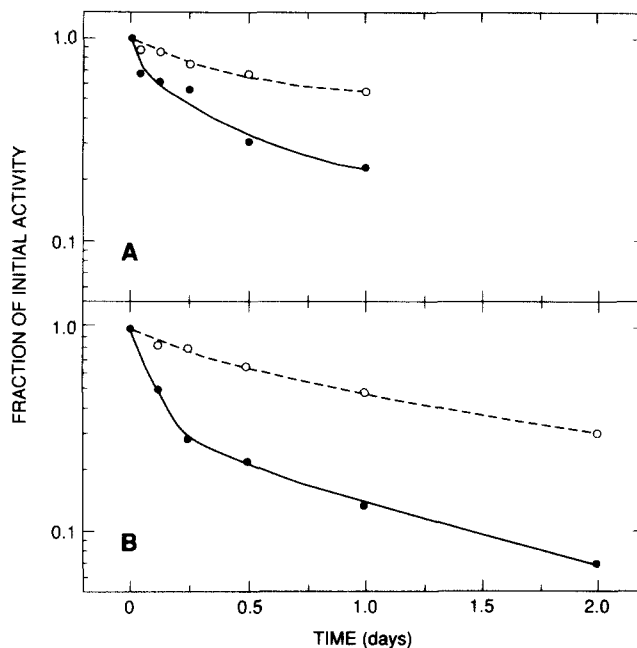 FRACTION OF INITIAL ACTIVITY
1.0
0.1
A
1.0
0.1
B
0 0.5 1.0 1.5 2.0
TIME (days)